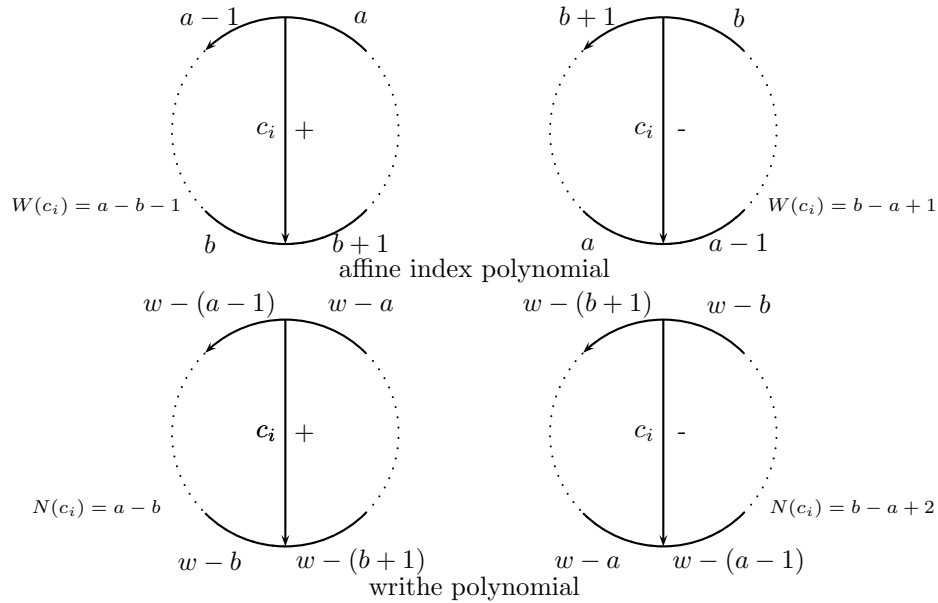 a − 1 a b + 1 b
c_i + c_i -
W(c_i) = a − b − 1 W(c_i) = b − a + 1
b b + 1 a a − 1
affine index polynomial
w − (a − 1) w − a w − (b + 1) w − b
c_i + c_i -
N(c_i) = a − b N(c_i) = b − a + 2
w − b w − (b + 1) w − a w − (a − 1)
writhe polynomial